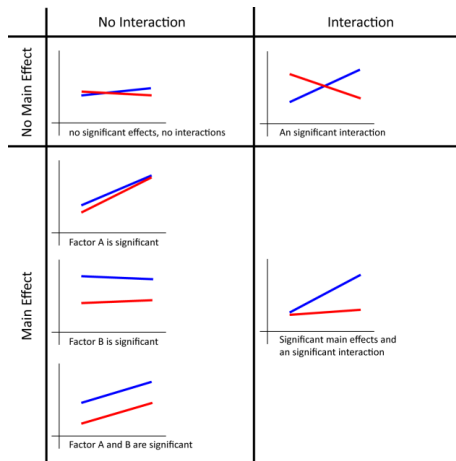 No Interaction
Interaction
No Main Effect
no significant effects, no interactions
An significant interaction
Main Effect
Factor A is significant
Factor B is significant
Significant main effects and
an significant interaction
Factor A and B are significant